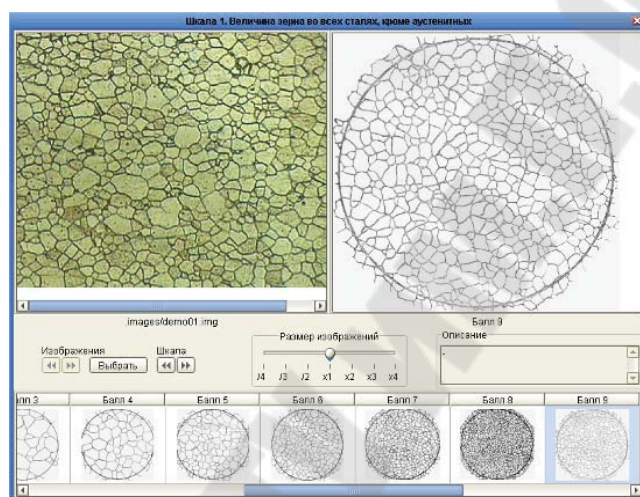 Шкала 1. Величина зерна во всех сталях, кроме аустенитных
images/demo01.img
Балл 9
Изображения
Шкала
Выбрать
Размер изображений
/4 /3 /2 x1 x2 x3 x4
Описание
-
Балл 4 Балл 5 Балл 6 Балл 7 Балл 8 Балл 9